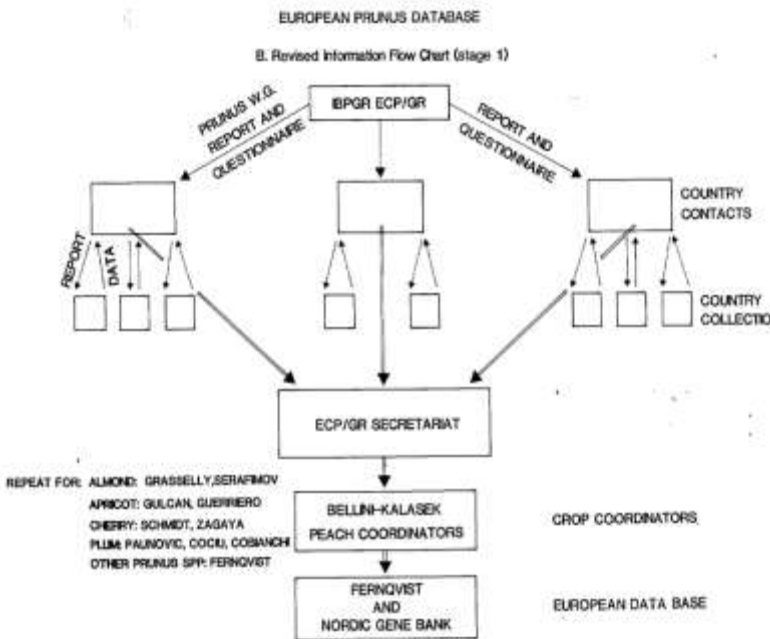 EUROPEAN PRUNUS DATABASE
B. Revised Information Flow Chart (stage 1)
IBPGR ECP/GR
PRUNUS W.G.
REPORT AND
QUESTIONNAIRE
REPORT AND
QUESTIONNAIRE
COUNTRY
CONTACTS
REPORT
DATA
COUNTRY
COLLECTIO
ECP/GR SECRETARIAT
REPEAT FOR: ALMOND: GRASSELLY,SERAFIMOV
APRICOT: GULCAN, GUERRIERO
CHERRY: SCHMIDT, ZAGAYA
PLUM: PAUNOVIC, COCIU, COBIANCHI
OTHER PRUNUS SPP: FERNQVIST
BELLINI-KALASEK
PEACH COORDINATORS
CROP COORDINATORS
FERNQVIST
AND
NORDIC GENE BANK
EUROPEAN DATA BASE